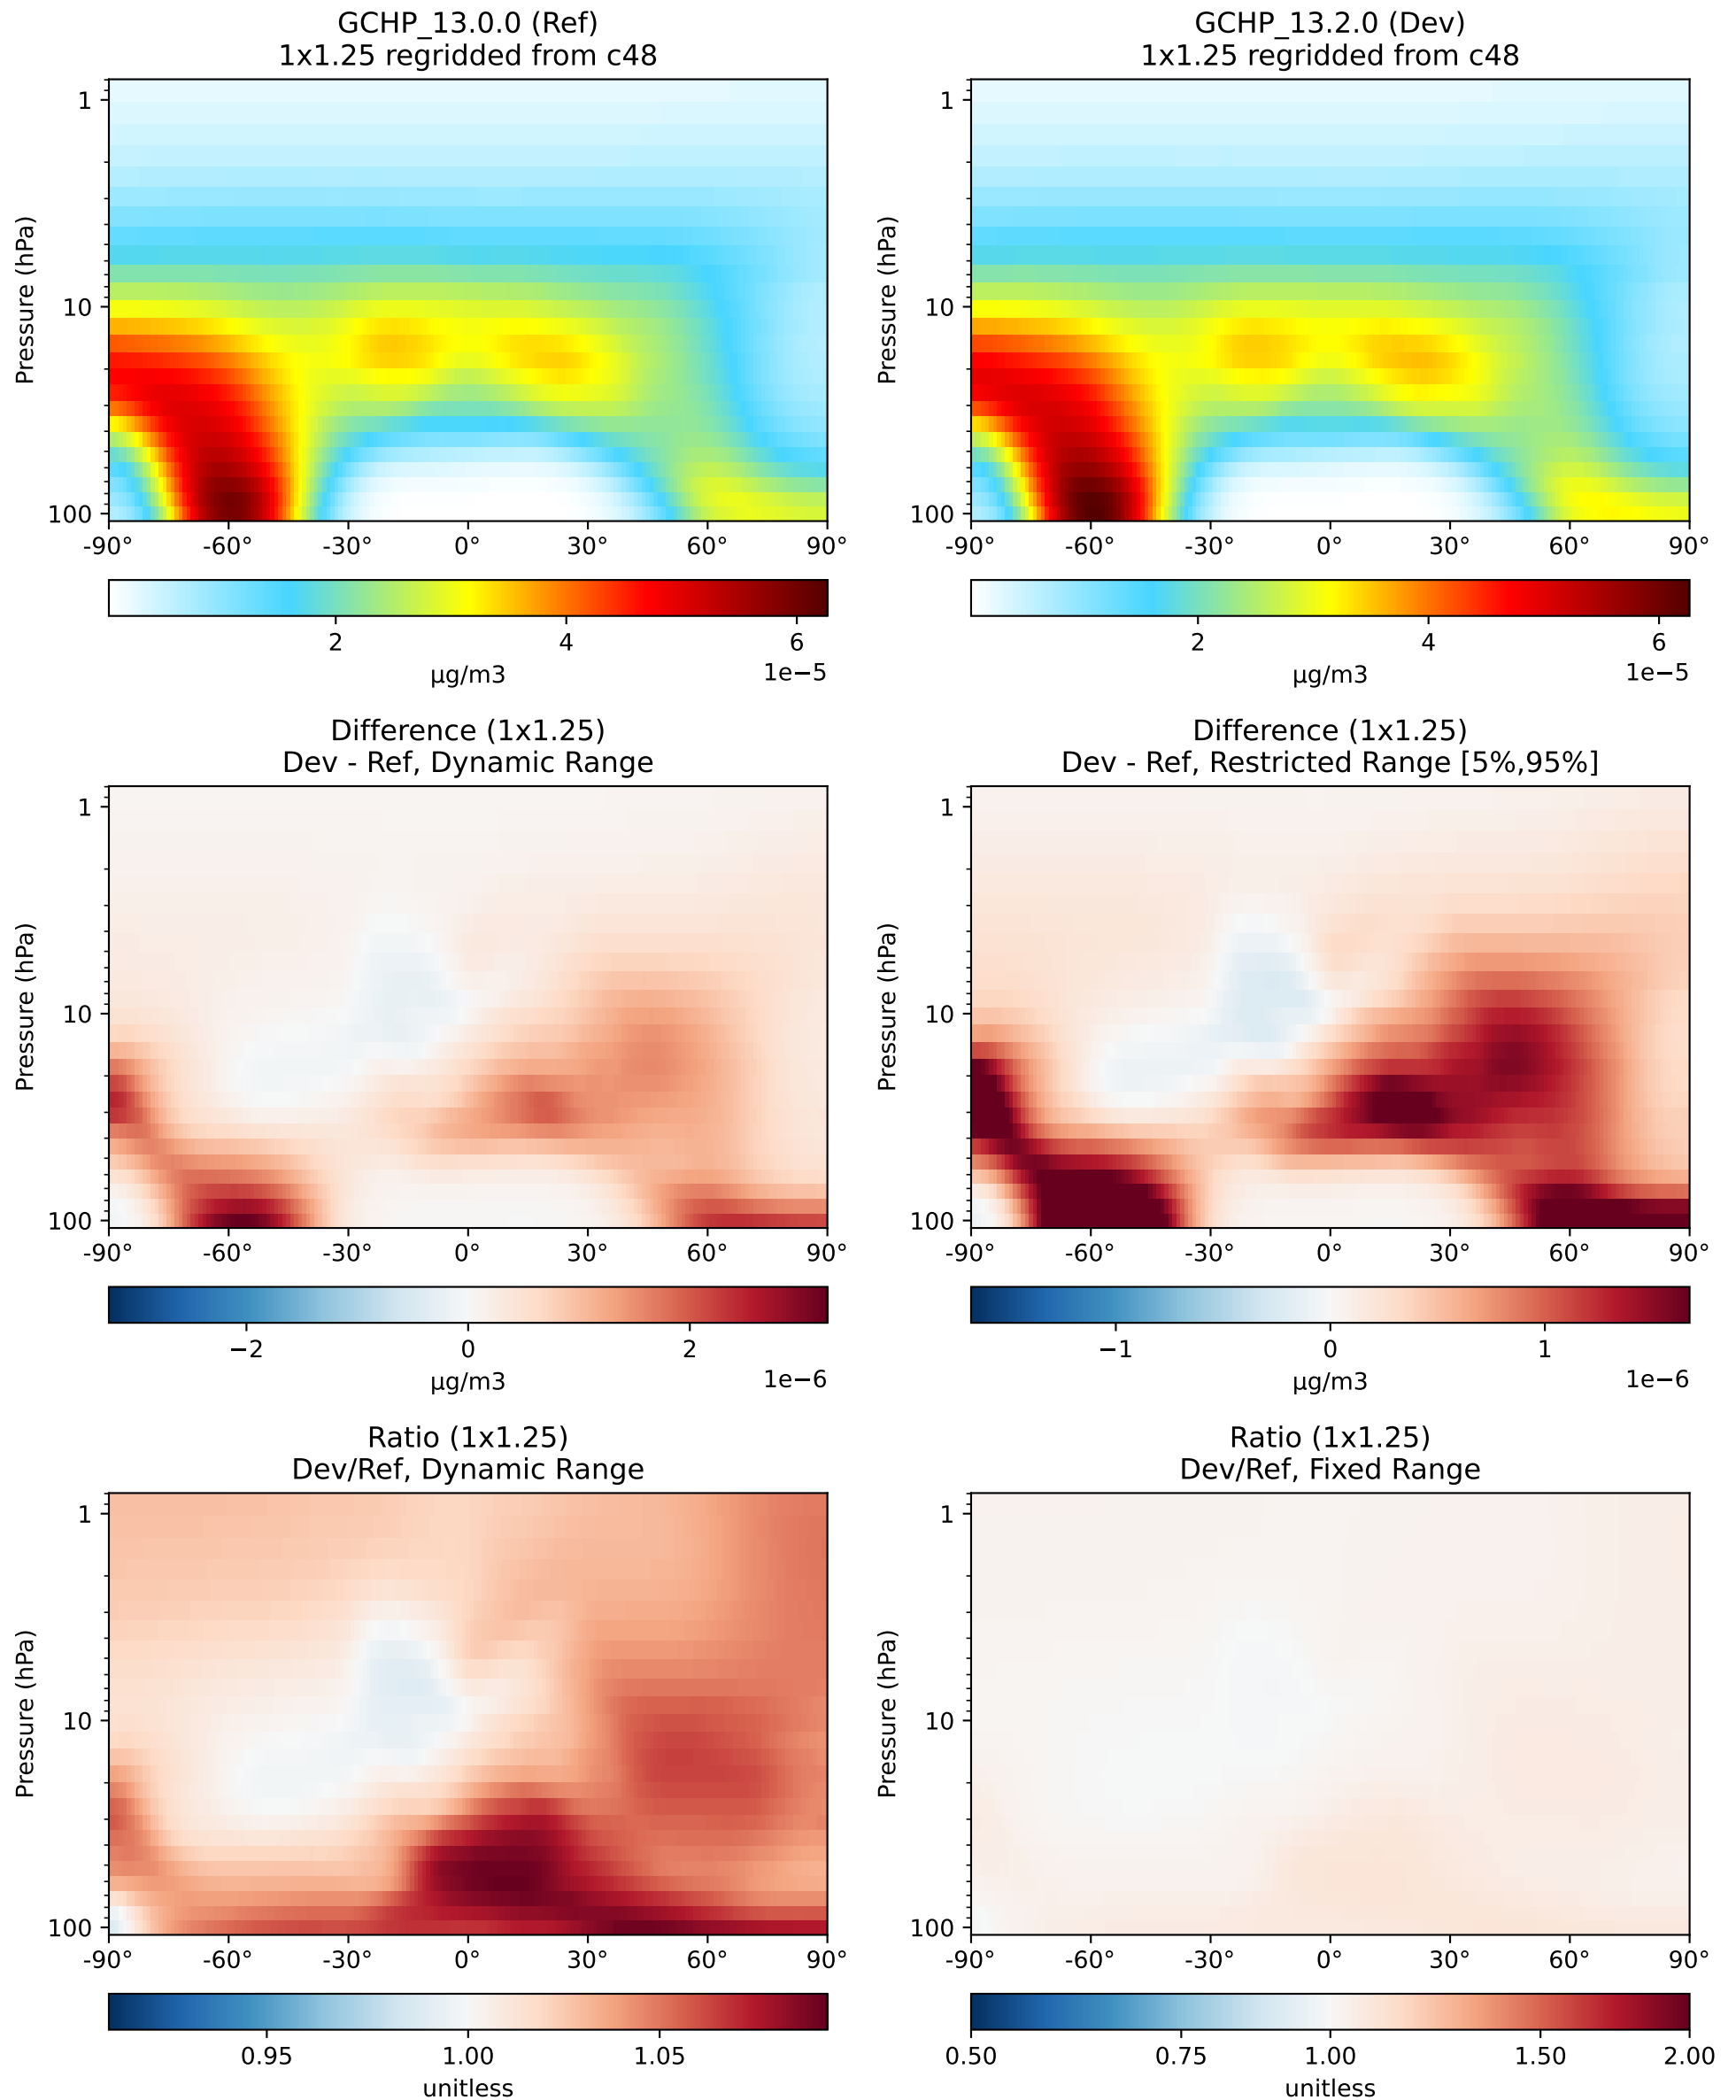 GCHP_13.0.0 (Ref)
1x1.25 regridded from c48
Pressure (hPa)
1
10
100
-90° -60° -30° 0° 30° 60° 90°
2 4 6
µg/m3 1e−5
GCHP_13.2.0 (Dev)
1x1.25 regridded from c48
Pressure (hPa)
1
10
100
-90° -60° -30° 0° 30° 60° 90°
2 4 6
µg/m3 1e−5
Difference (1x1.25)
Dev - Ref, Dynamic Range
Pressure (hPa)
1
10
100
-90° -60° -30° 0° 30° 60° 90°
−2 0 2
µg/m3 1e−6
Difference (1x1.25)
Dev - Ref, Restricted Range [5%,95%]
Pressure (hPa)
1
10
100
-90° -60° -30° 0° 30° 60° 90°
−1 0 1
µg/m3 1e−6
Ratio (1x1.25)
Dev/Ref, Dynamic Range
Pressure (hPa)
1
10
100
-90° -60° -30° 0° 30° 60° 90°
0.95 1.00 1.05
unitless
Ratio (1x1.25)
Dev/Ref, Fixed Range
Pressure (hPa)
1
10
100
-90° -60° -30° 0° 30° 60° 90°
0.50 0.75 1.00 1.50 2.00
unitless